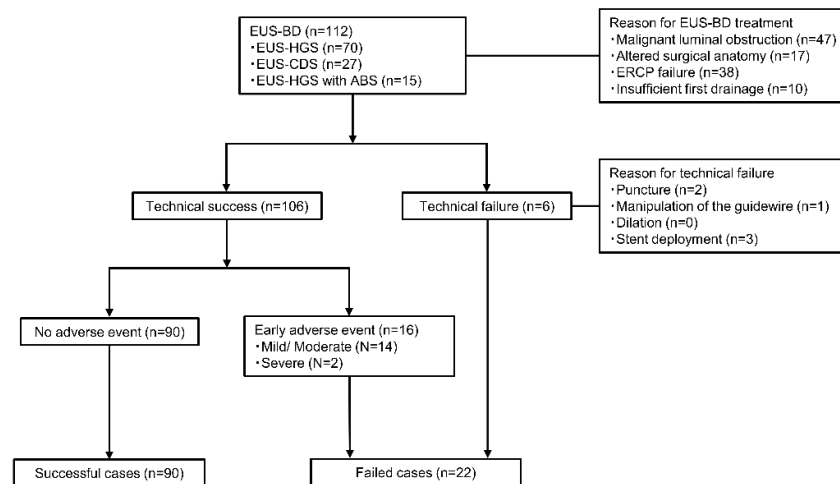 EUS-BD (n=112)
・EUS-HGS (n=70)
・EUS-CDS (n=27)
・EUS-HGS with ABS (n=15)
Reason for EUS-BD treatment
・Malignant luminal obstruction (n=47)
・Altered surgical anatomy (n=17)
・ERCP failure (n=38)
・Insufficient first drainage (n=10)
Technical success (n=106)
Technical failure (n=6)
Reason for technical failure
・Puncture (n=2)
・Manipulation of the guidewire (n=1)
・Dilation (n=0)
・Stent deployment (n=3)
No adverse event (n=90)
Early adverse event (n=16)
・Mild/ Moderate (N=14)
・Severe (N=2)
Successful cases (n=90)
Failed cases (n=22)